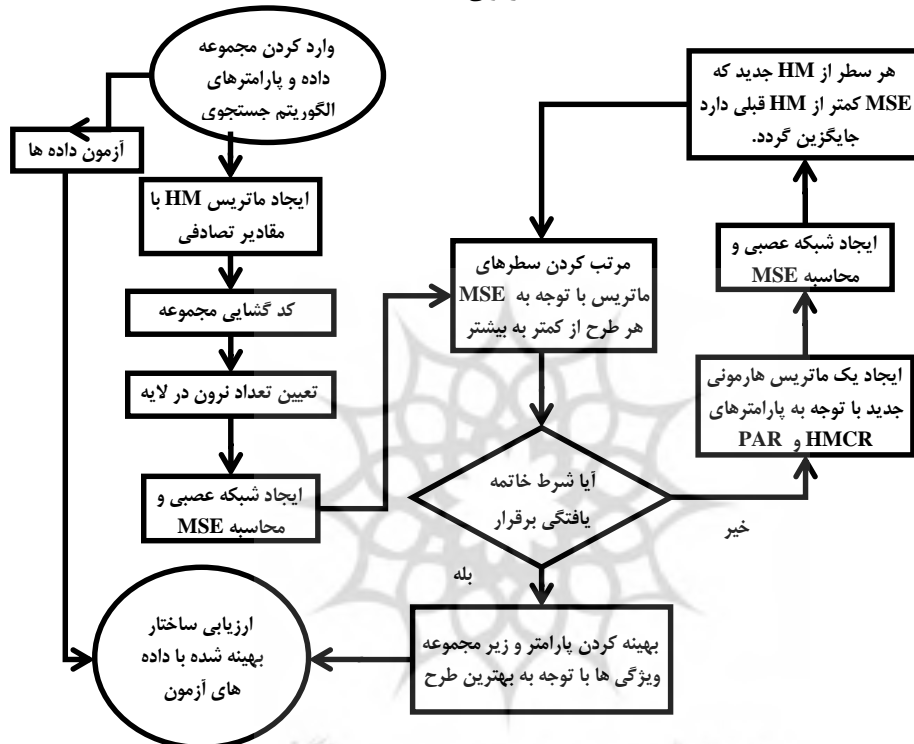 وارد کردن مجموعه
داده و پارامترهای
الگوریتم جستجوی
آزمون داده ها
ایجاد ماتریس HM با
مقادیر تصادفی
کد گشایی مجموعه
تعیین تعداد نرون در لایه
ایجاد شبکه عصبی و
محاسبه MSE
مرتب کردن سطرهای
ماتریس با توجه به MSE
هر طرح از کمتر به بیشتر
آیا شرط خاتمه
یافتگی برقرار
خیر
بله
ایجاد یک ماتریس هارمونی
جدید با توجه به پارامترهای
HMCR و PAR
ایجاد شبکه عصبی و
محاسبه MSE
هر سطر از HM جدید که
MSE کمتر از HM قبلی دارد
جایگزین گردد.
بهینه کردن پارامتر و زیر مجموعه
ویژگی ها با توجه به بهترین طرح
ارزیابی ساختار
بهینه شده با داده
های آزمون